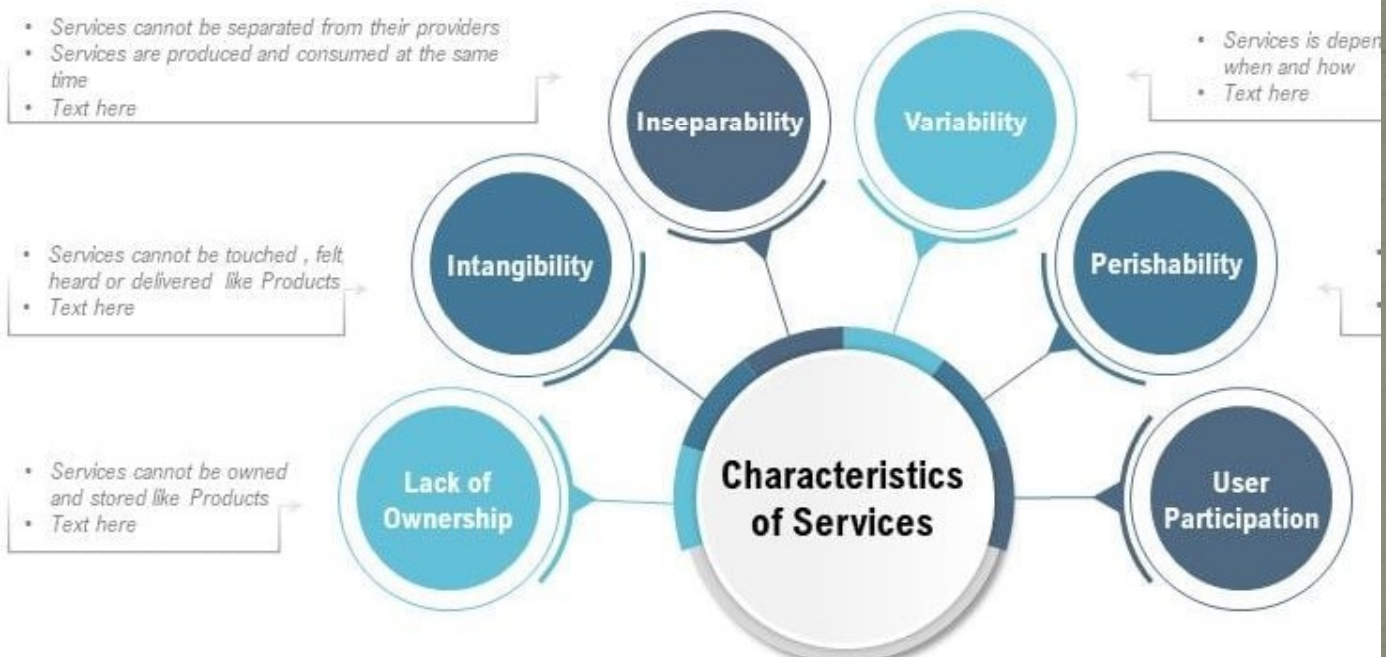 • Services cannot be separated from their providers
• Services are produced and consumed at the same
time
• Text here
Inseparability
Variability
• Services is
when and how
• Text here
• Services cannot be touched , felt
heard or delivered like Products
• Text here
Intangibility
Perishability
• Services cannot be owned
and stored like Products
• Text here
Lack of
Ownership
Characteristics
of Services
User
Participation